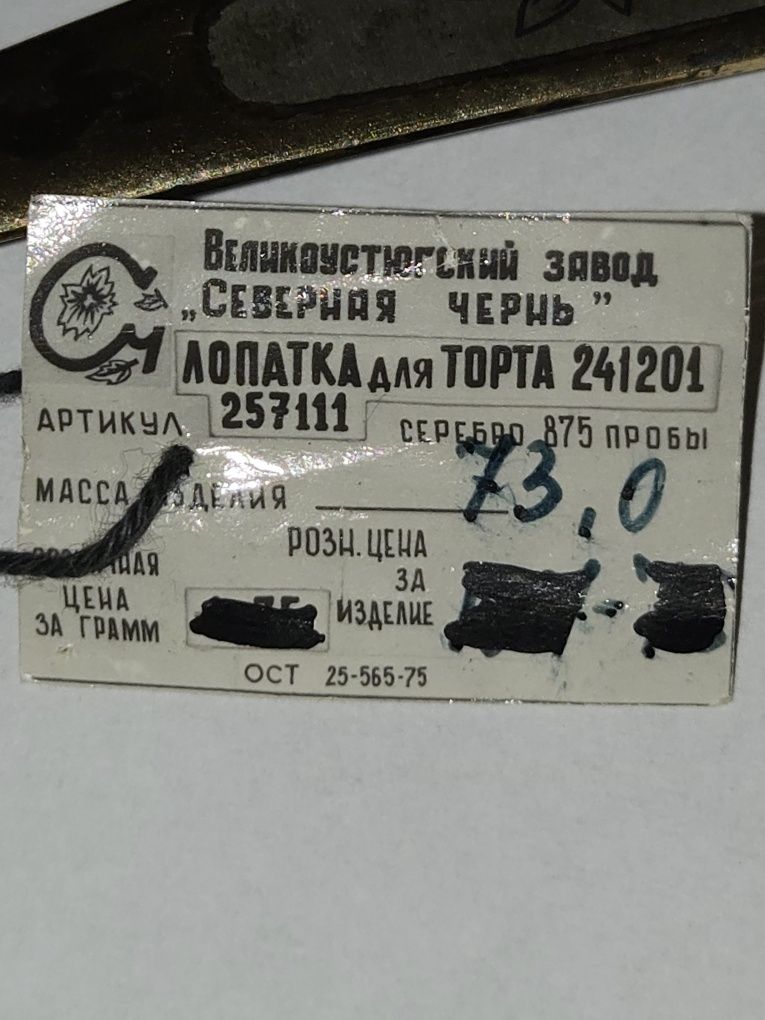 ВЕЛИКОУСТЮГСКИЙ ЗАВОД
„СЕВЕРНАЯ ЧЕРНЬ”
ЛОПАТКА для ТОРТА 241201
АРТИКУЛ 257111 СЕРЕБРО 875 ПРОБЫ
МАССА ИЗДЕЛИЯ 73,0
РОЗНИЧНАЯ
ЦЕНА
ЗА ГРАММ
РОЗН. ЦЕНА
ЗА
ИЗДЕЛИЕ
ОСТ 25-565-75